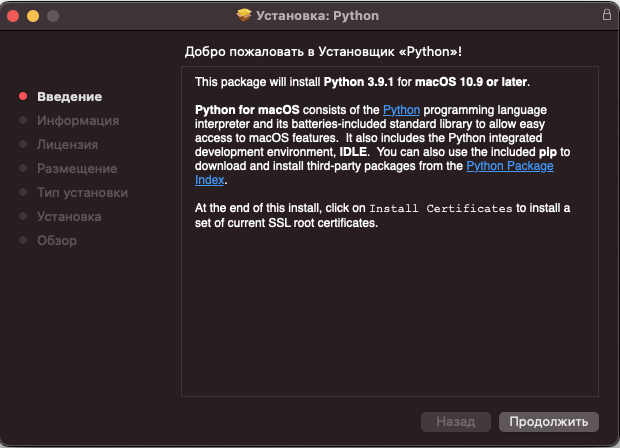 Установка: Python
Добро пожаловать в Установщик «Python»!
Введение
Информация
Лицензия
Размещение
Тип установки
Установка
Обзор
This package will install Python 3.9.1 for macOS 10.9 or later.
Python for macOS consists of the Python programming language
interpreter and its batteries-included standard library to allow easy
access to macOS features.  It also includes the Python integrated
development environment, IDLE.  You can also use the included pip to
download and install third-party packages from the Python Package
Index.
At the end of this install, click on Install Certificates to install a
set of current SSL root certificates.
Назад
Продолжить